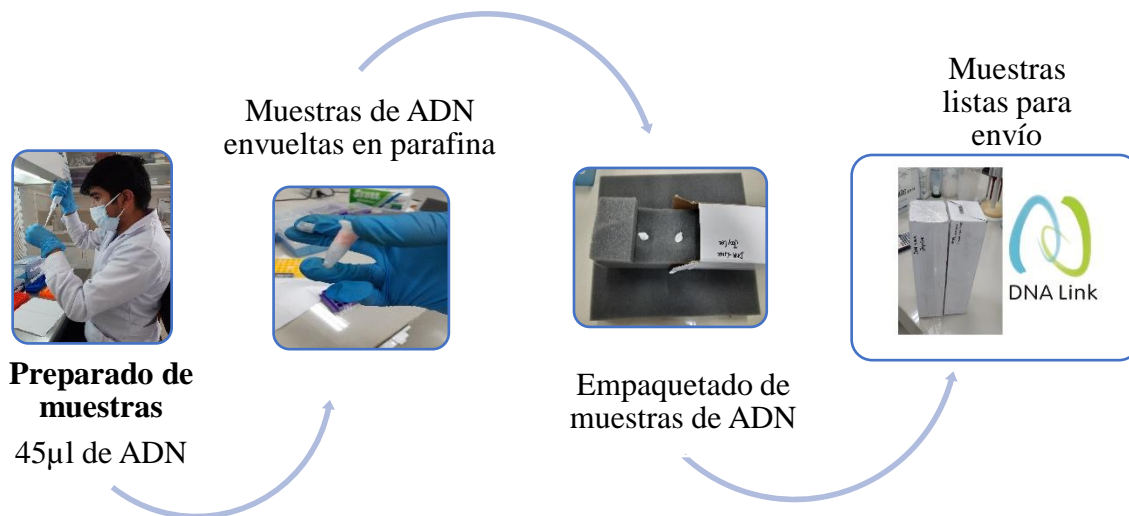 Preparado de
muestras
45µl de ADN
Muestras de ADN
envueltas en parafina
Empaquetado de
muestras de ADN
Muestras
listas para
envío
DNA Link